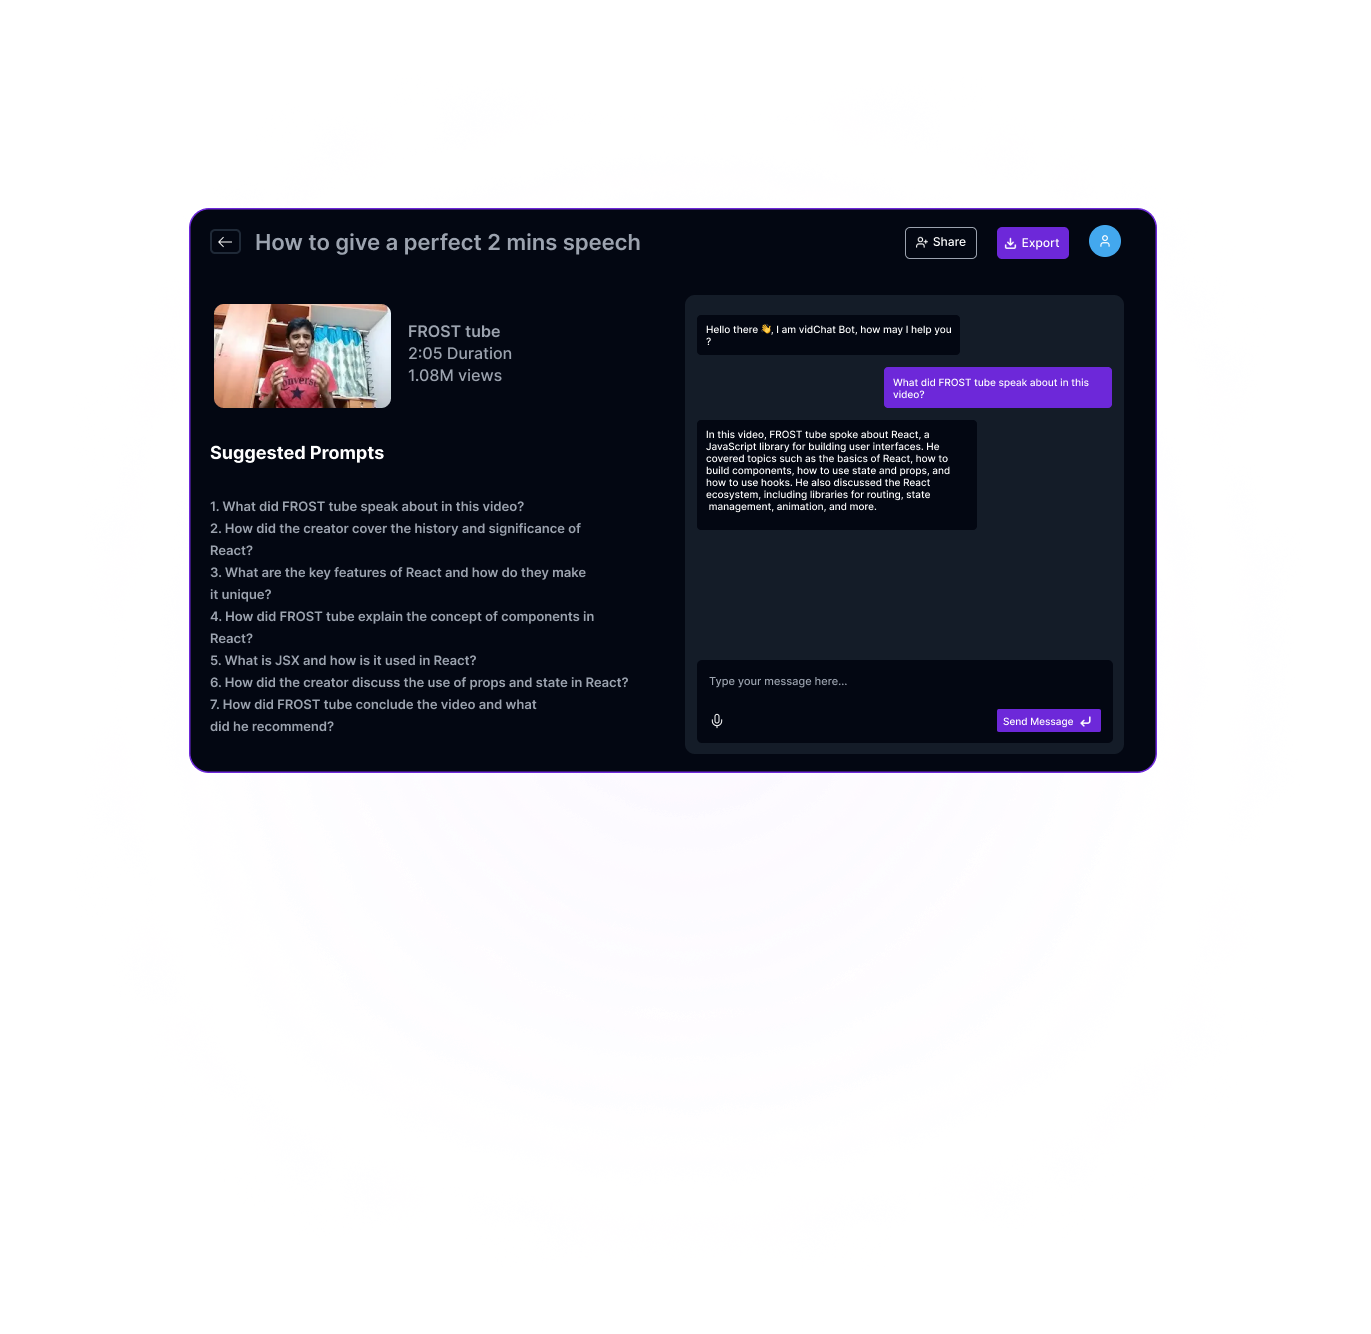 How to give a perfect 2 mins speech
Share
Export
FROST tube
2:05 Duration
1.08M views
converse
Suggested Prompts
1. What did FROST tube speak about in this video?
2. How did the creator cover the history and significance of
React?
3. What are the key features of React and how do they make
it unique?
4. How did FROST tube explain the concept of components in
React?
5. What is JSX and how is it used in React?
6. How did the creator discuss the use of props and state in React?
7. How did FROST tube conclude the video and what
did he recommend?
Hello there 👋, I am vidChat Bot, how may I help you
?
What did FROST tube speak about in this
video?
In this video, FROST tube spoke about React, a
JavaScript library for building user interfaces. He
covered topics such as the basics of React, how to
build components, how to use state and props, and
how to use hooks. He also discussed the React
ecosystem, including libraries for routing, state
management, animation, and more.
Type your message here...
Send Message